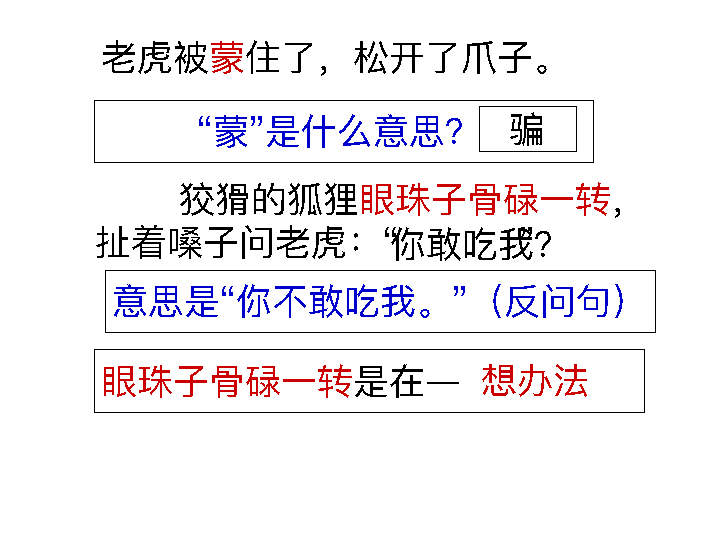 老虎被蒙住了，松开了爪子。
“蒙”是什么意思？ 骗
狡猾的狐狸眼珠子骨碌一转，
扯着嗓子问老虎：“你敢吃我”？
意思是“你不敢吃我。”（反问句）
眼珠子骨碌一转是在— 想办法